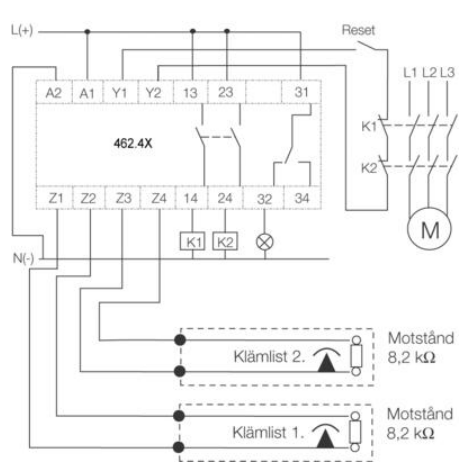 L(+)
Reset
A2 A1 Y1 Y2 13 23 31
L1 L2 L3
462.4X
K1
K2
Z1 Z2 Z3 Z4 14 24 32 34
K1 K2
M
N(-)
Klämlist 2.
Motstånd
8,2 kΩ
Klämlist 1.
Motstånd
8,2 kΩ